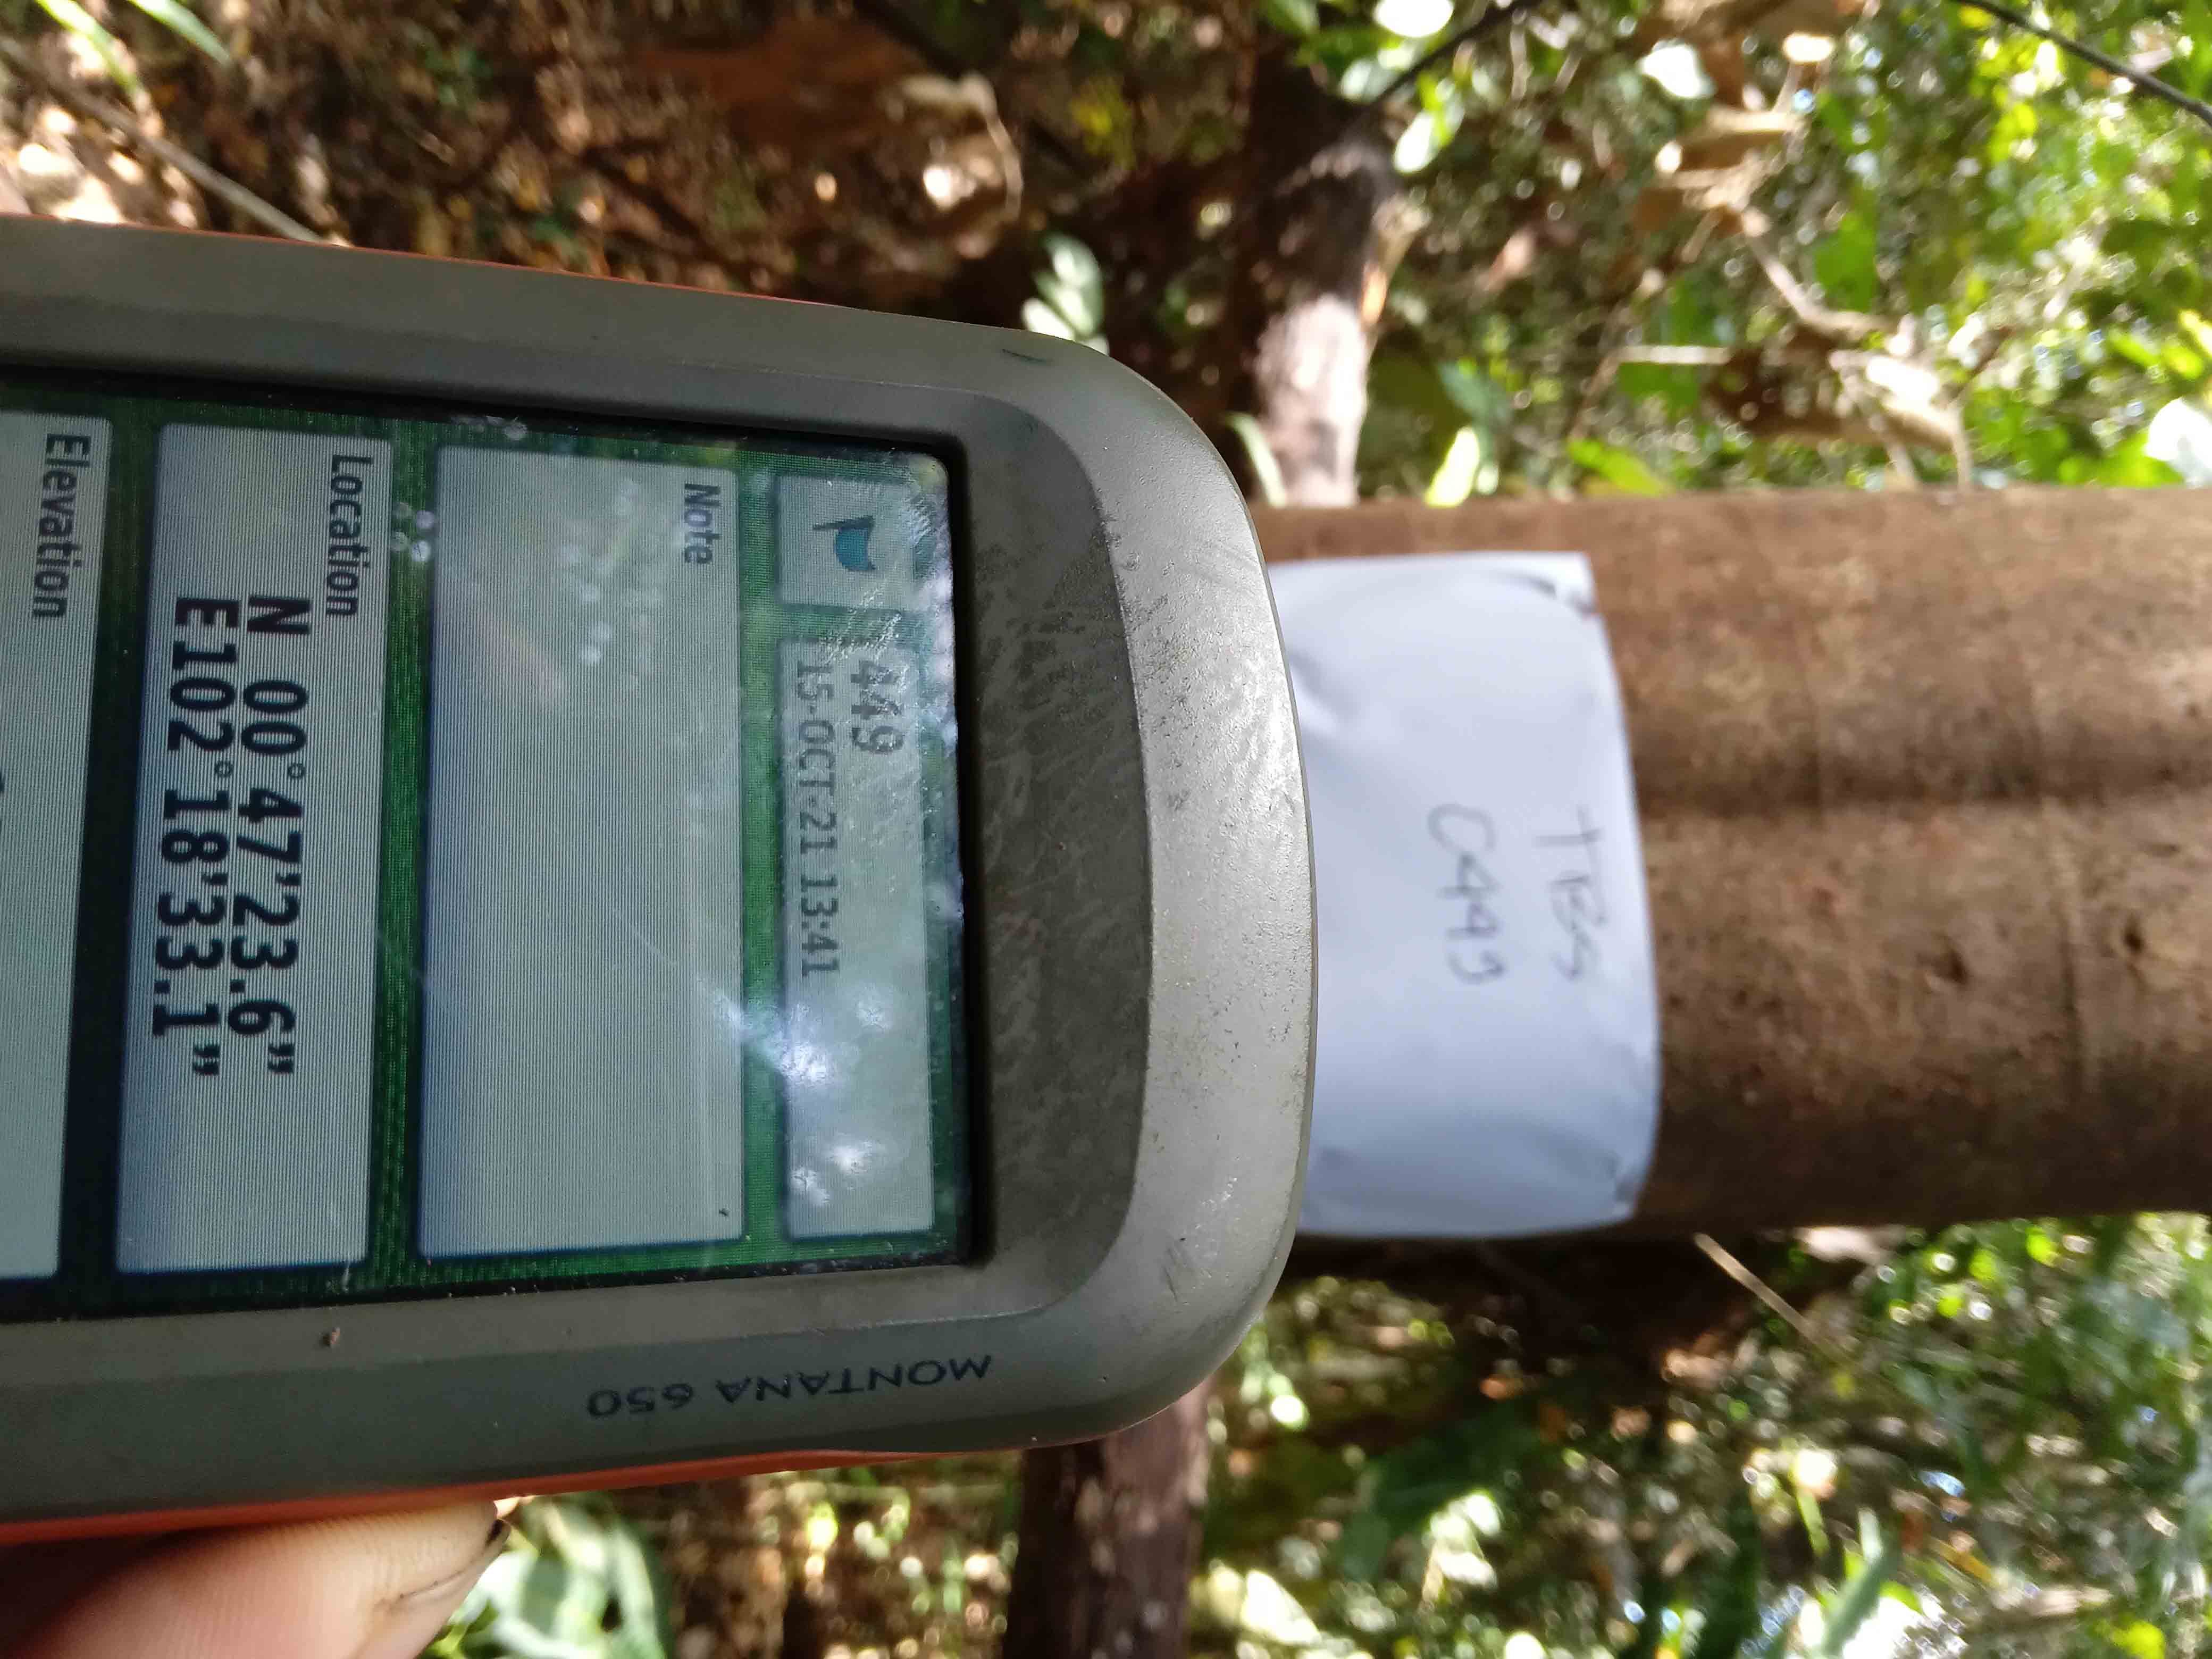 449
15-OCT-21 13:41
Note
Location
N 00°47'23.6"
E102°18'33.1"
Elevation
MONTANA 650
TBS
C449